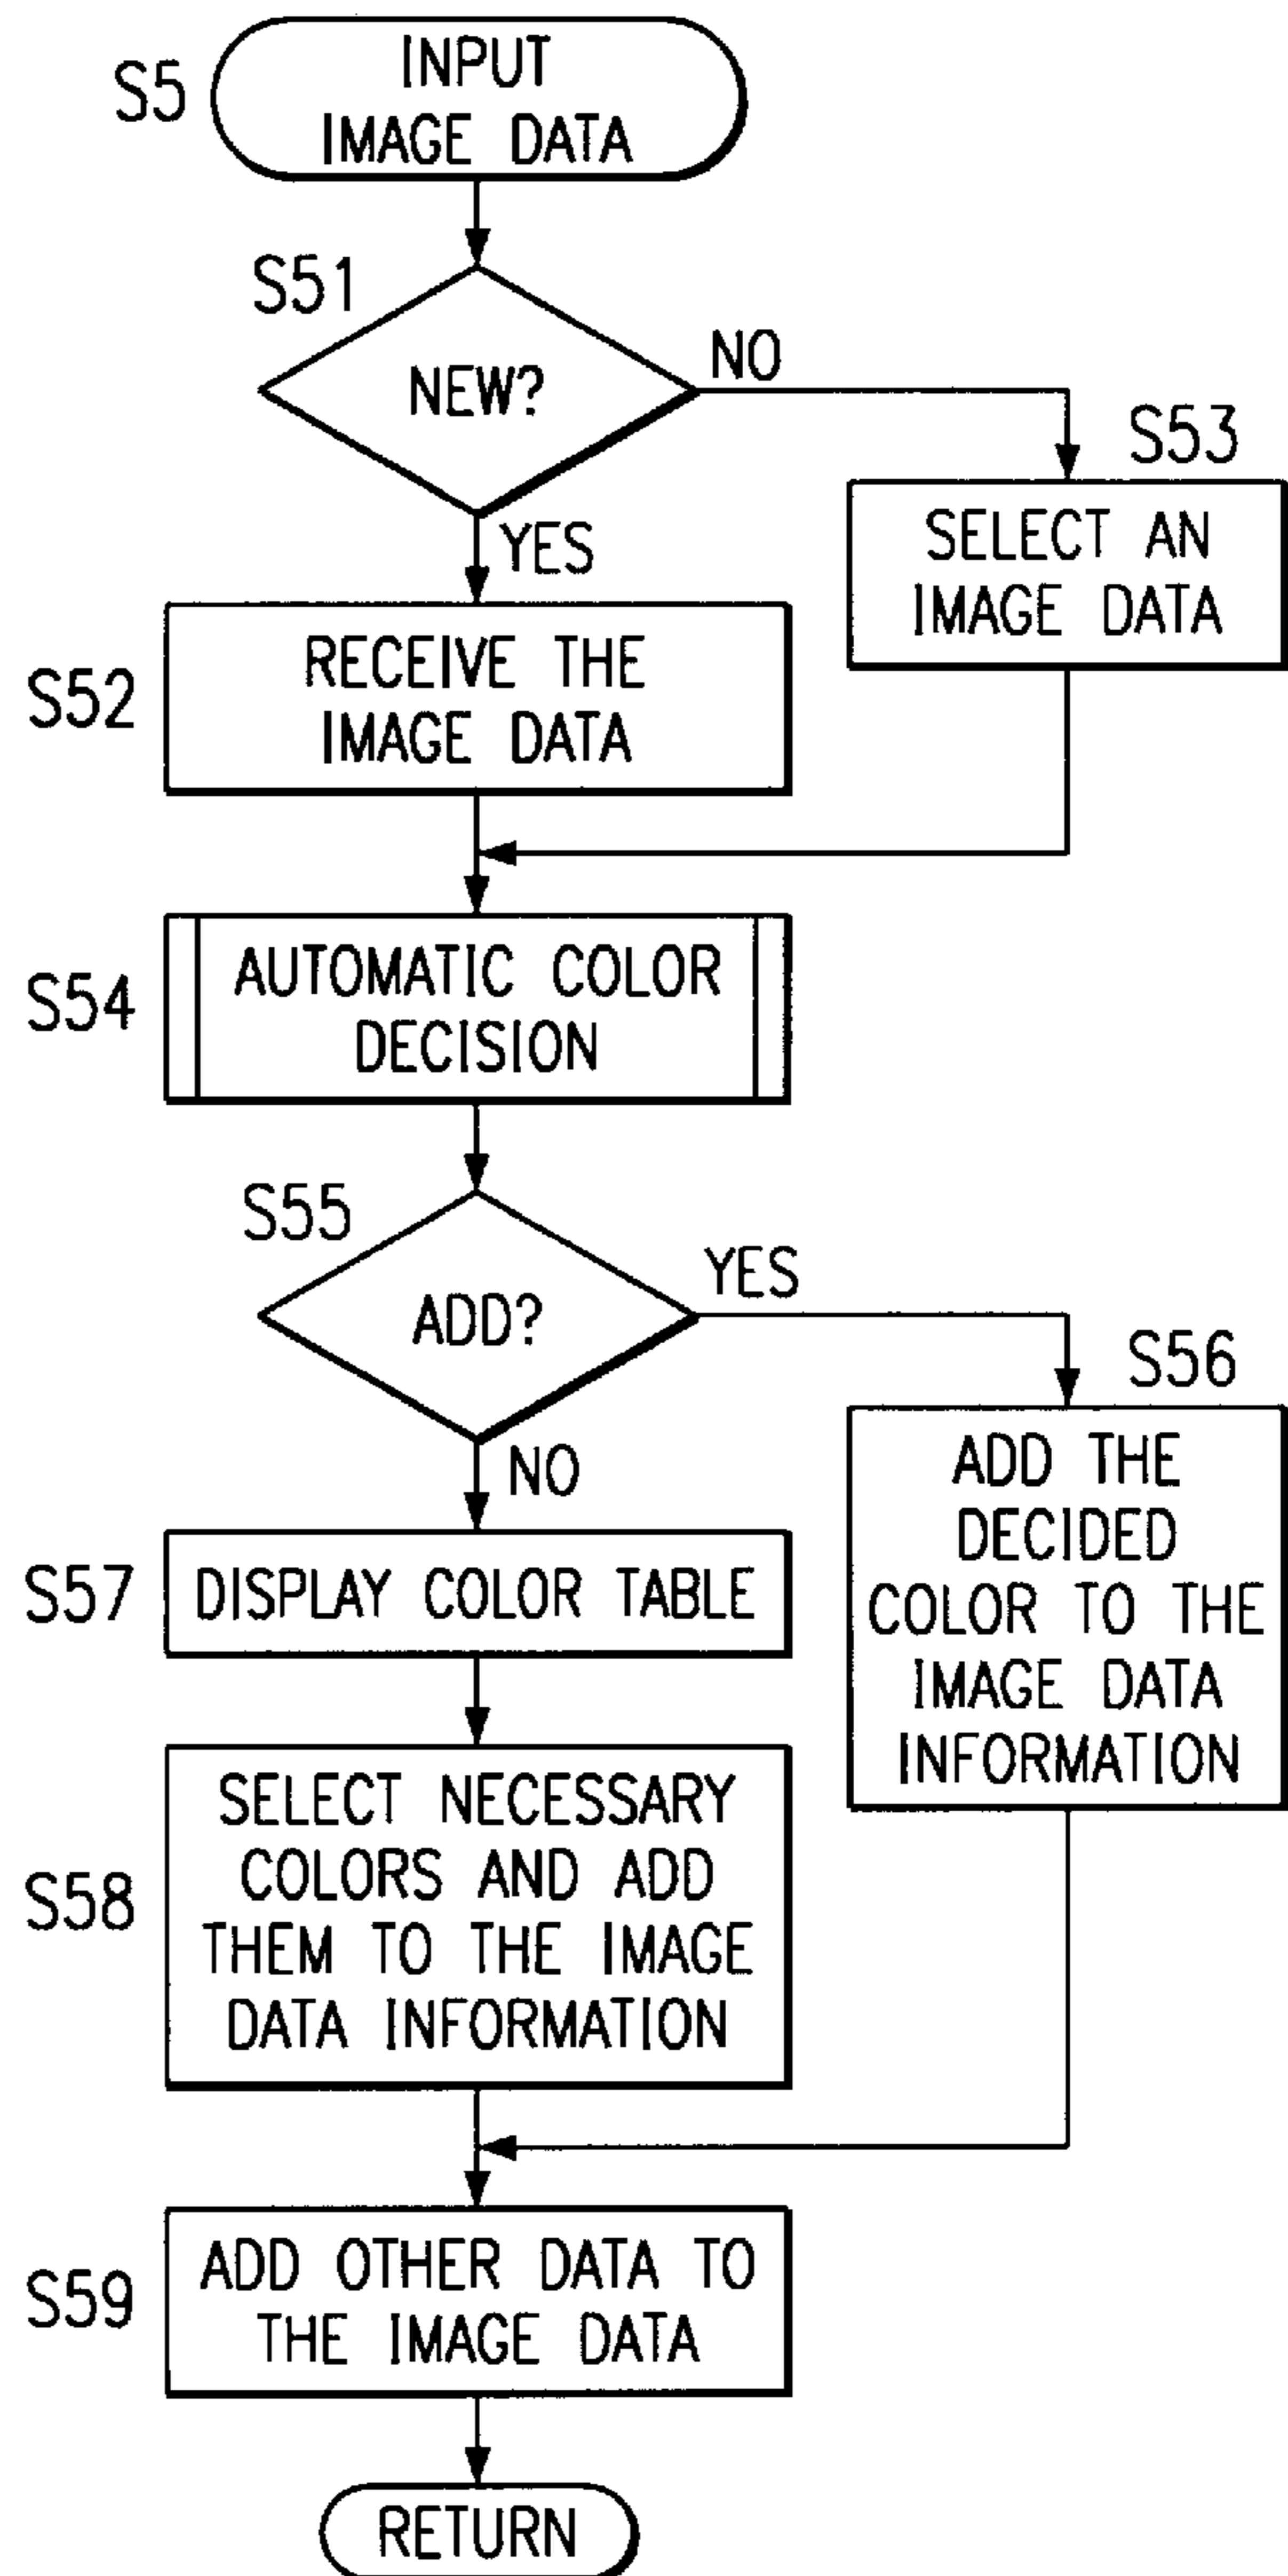 S5
INPUT
IMAGE DATA
S51
NEW?
NO
YES
S53
SELECT AN
IMAGE DATA
S52
RECEIVE THE
IMAGE DATA
S54
AUTOMATIC COLOR
DECISION
S55
ADD?
YES
NO
S56
ADD THE
DECIDED
COLOR TO THE
IMAGE DATA
INFORMATION
S57
DISPLAY COLOR TABLE
S58
SELECT NECESSARY
COLORS AND ADD
THEM TO THE IMAGE
DATA INFORMATION
S59
ADD OTHER DATA TO
THE IMAGE DATA
RETURN